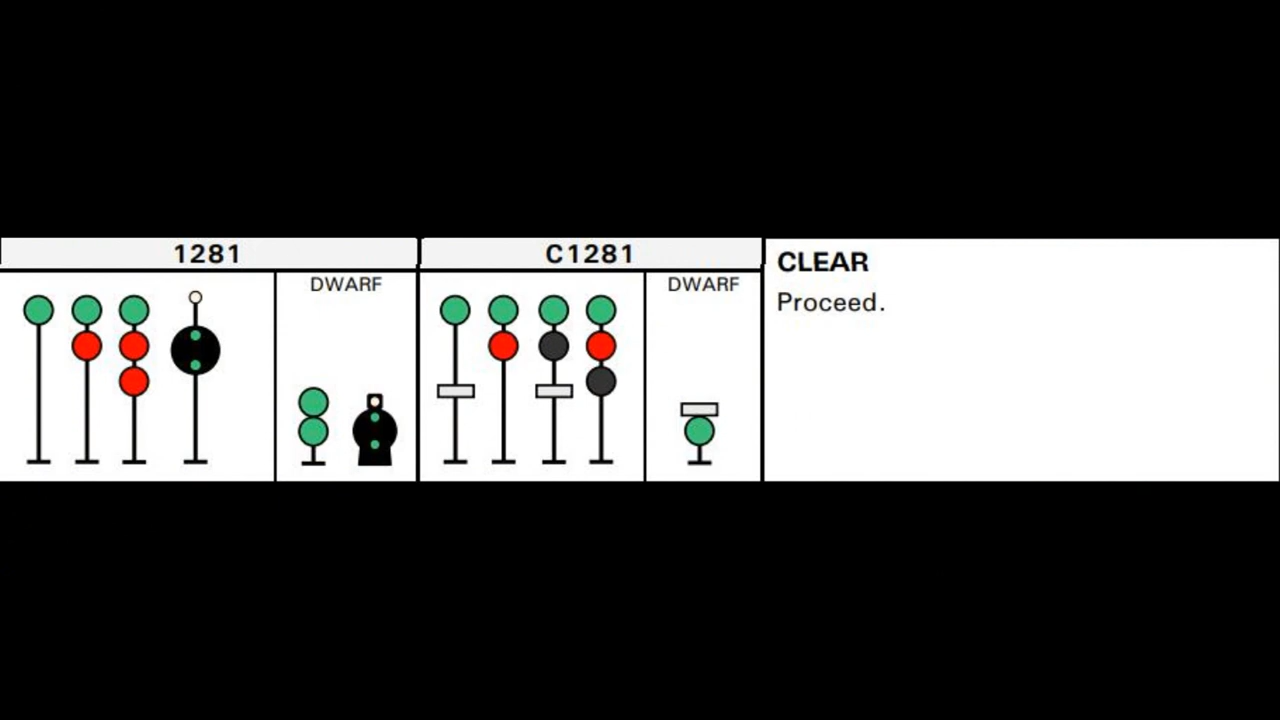 1281
DWARF
C1281
DWARF
CLEAR
Proceed.